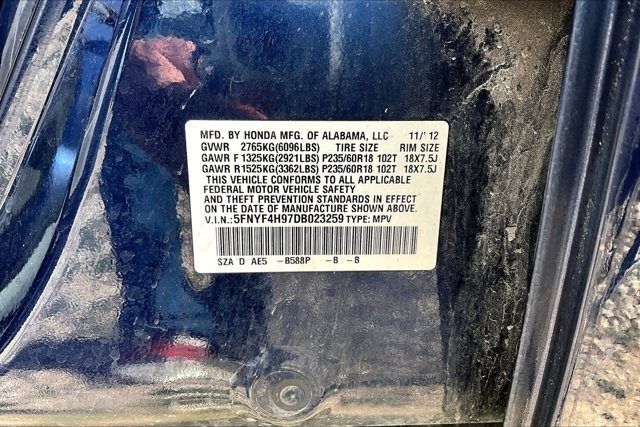 MFD. BY HONDA MFG. OF ALABAMA, LLC 11/'12
GVWR 2765KG(6096LBS) TIRE SIZE RIM SIZE
GAWR F 1325KG(2921LBS) P235/60R18 102T 18X7.5J
GAWR R1525KG(3362LBS) P235/60R18 102T 18X7.5J
THIS VEHICLE CONFORMS TO ALL APPLICABLE
FEDERAL MOTOR VEHICLE SAFETY
AND THEFT PREVENTION STANDARDS IN EFFECT
ON THE DATE OF MANUFACTURE SHOWN ABOVE.
V.I.N.:5FNYF4H97DB023259 TYPE: MPV
SZA D AE5 -B588P -B -B